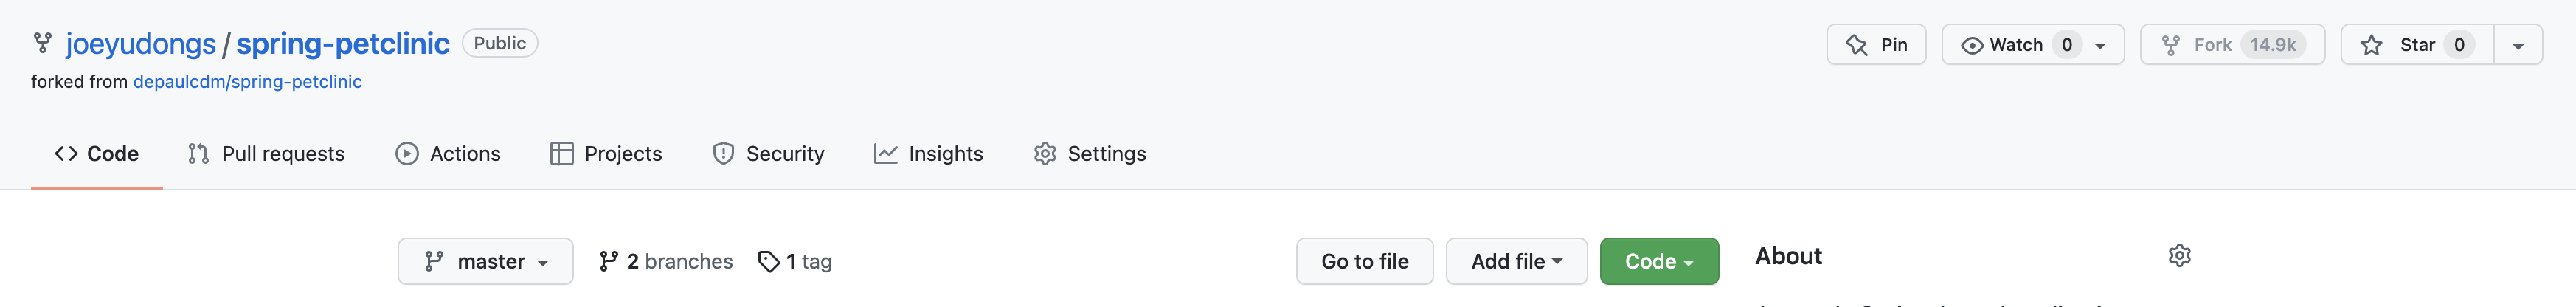 joeyudongs / spring-petclinic Public Pin Watch 0 Fork 14.9k Star 0
forked from depaulcdm/spring-petclinic
Code Pull requests Actions Projects Security Insights Settings
master 2 branches 1 tag Go to file Add file Code About